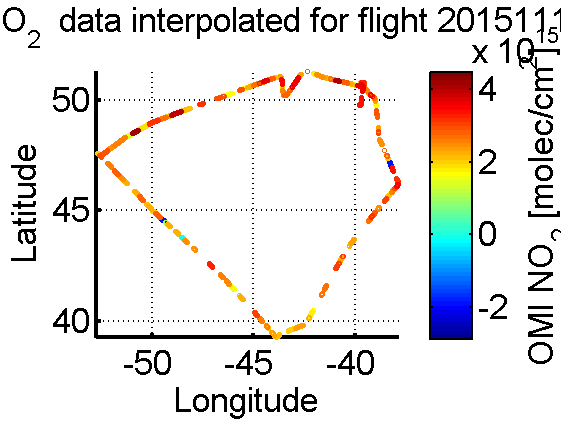 O2 data interpolated for flight 2015111
x 10^15
50
45
40
Latitude
-50
-45
-40
Longitude
4
2
0
-2
OMI NO2 [molec/cm2]